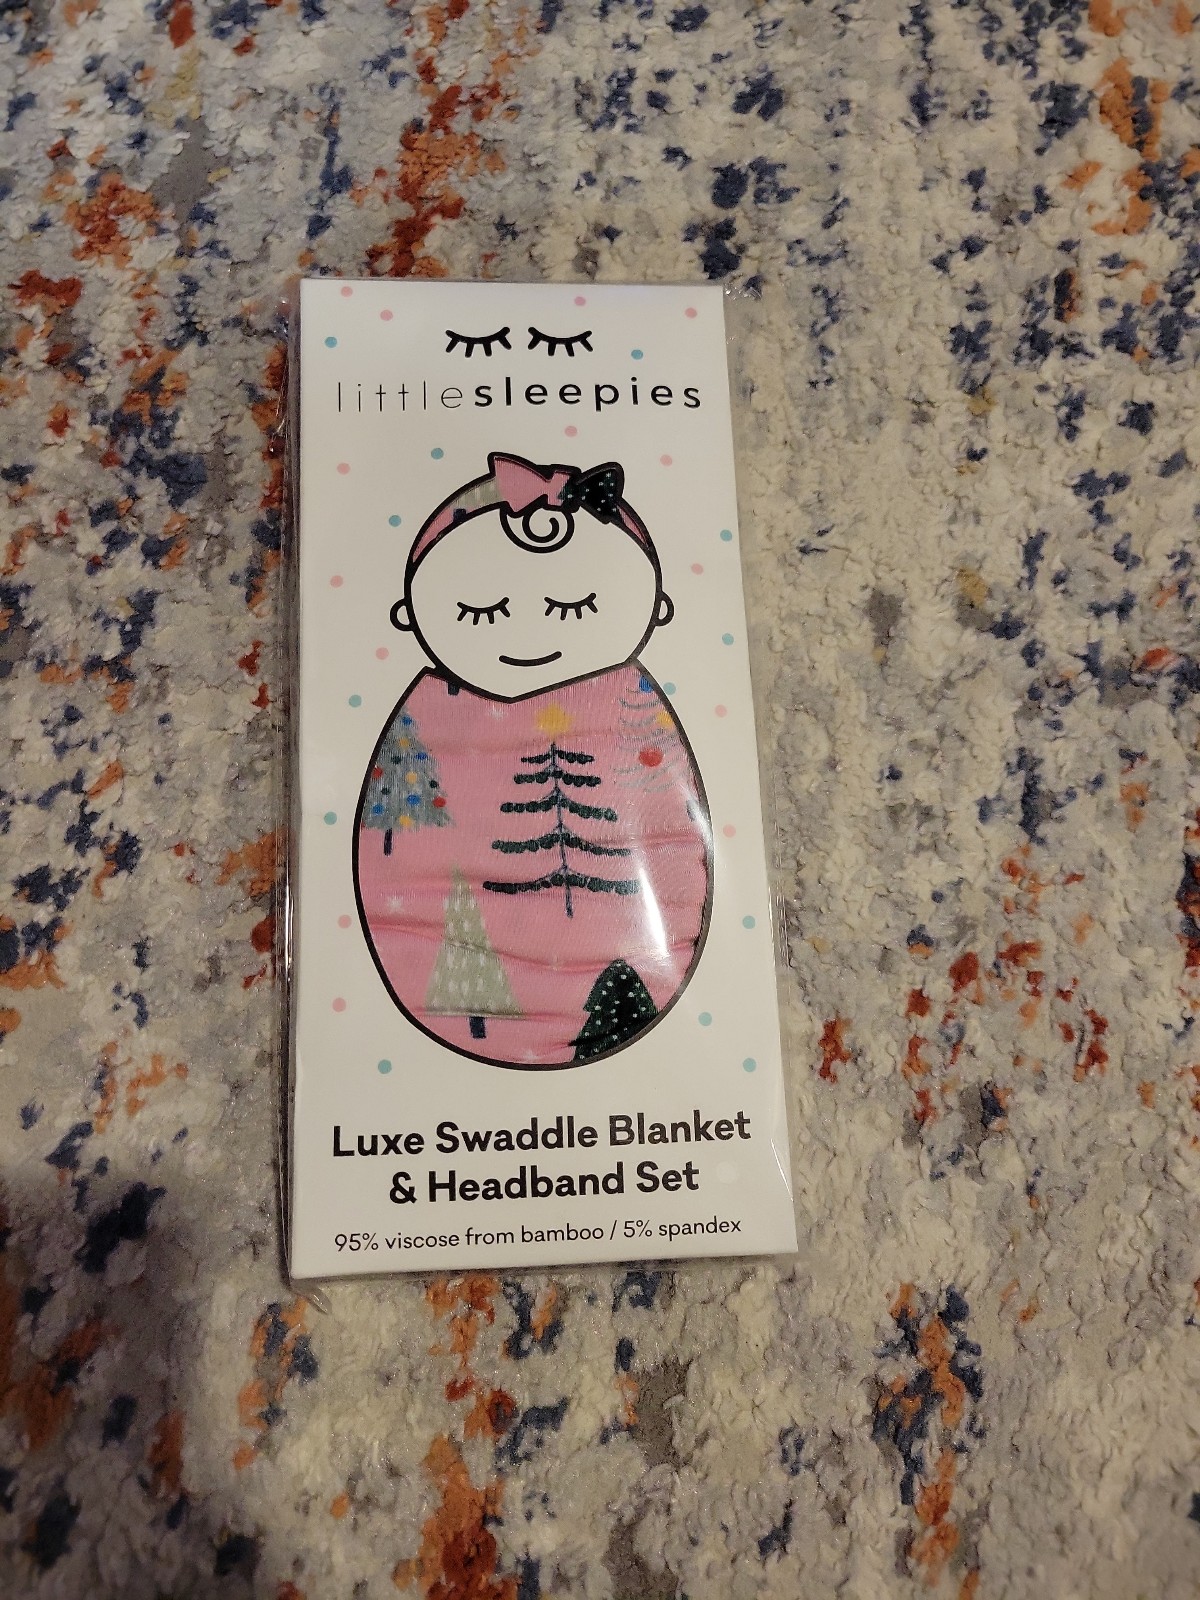 littlesleepies
Luxe Swaddle Blanket
& Headband Set
95% viscose from bamboo / 5% spandex